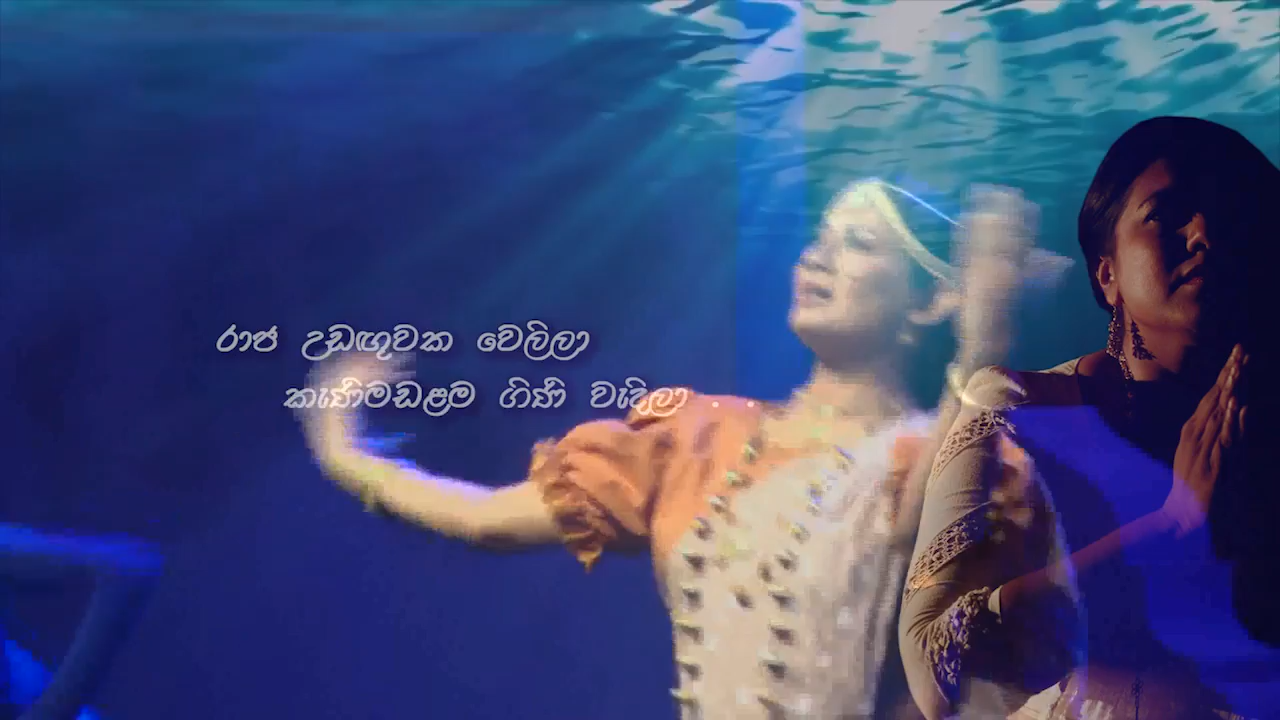 රාජ උඩඟුවක වෙලිලා
කැණිමඩළම ගිණි වැදිලා . . .